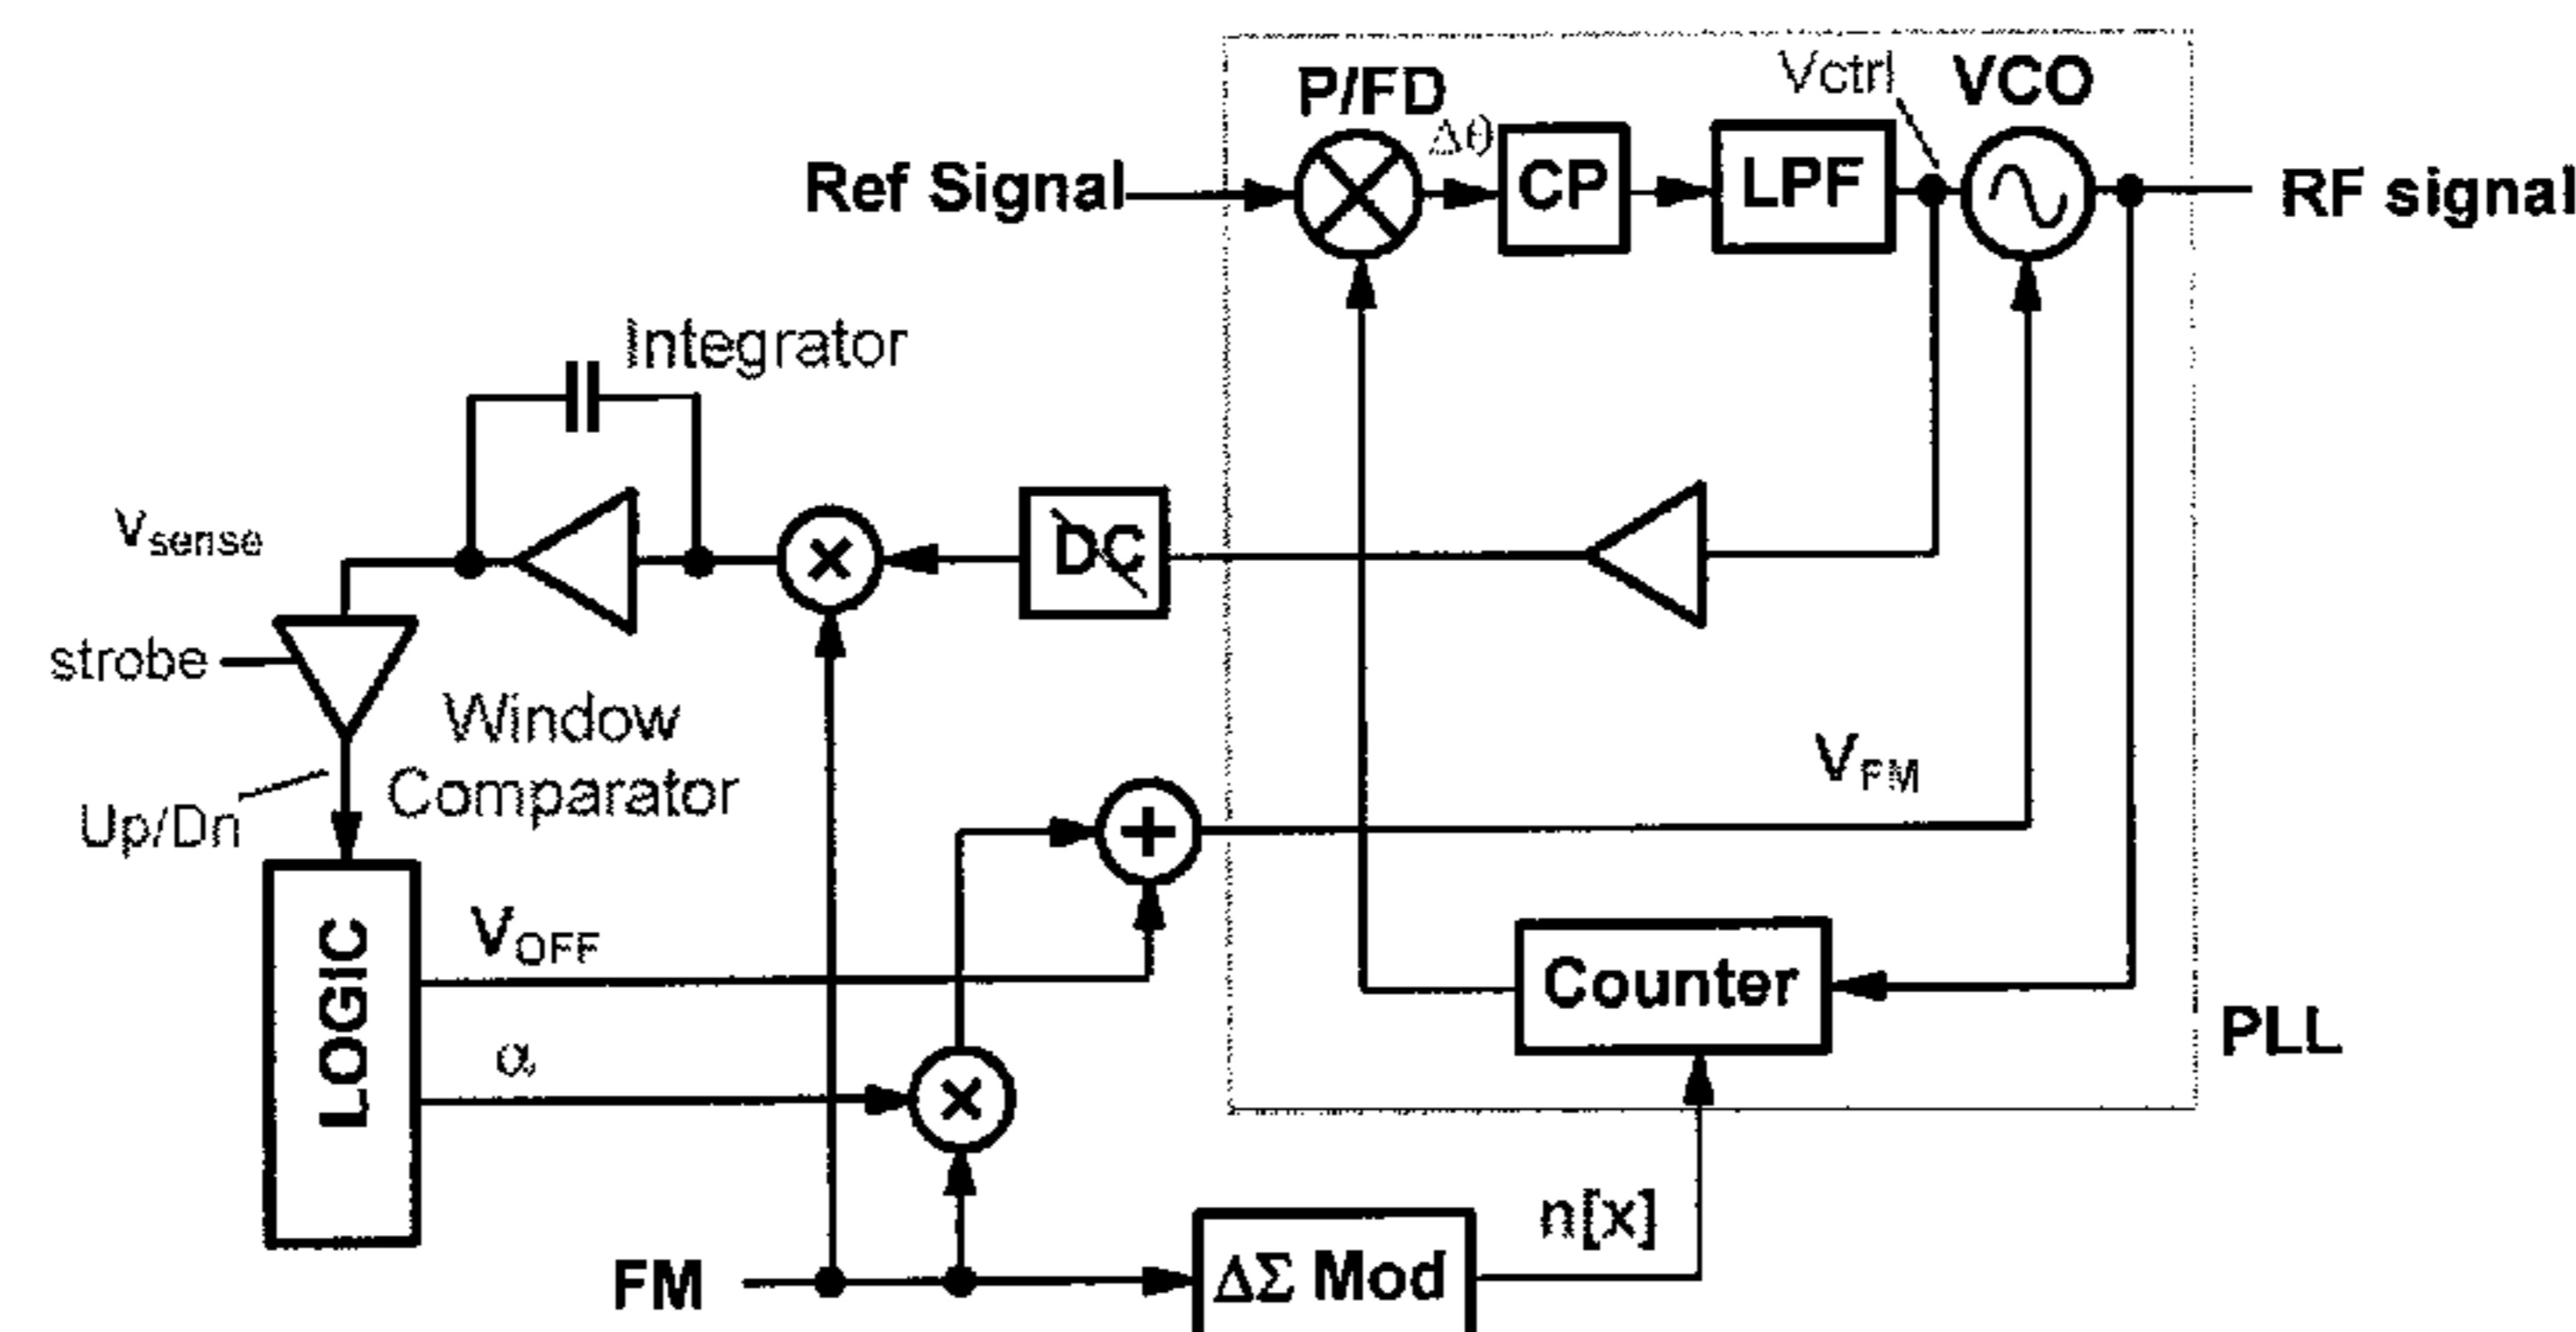 P/FD
Δθ
Vctrl
VCO
CP
LPF
Ref Signal
RF signal
Integrator
Vsense
DC
strobe
Window
Comparator
Up/Dn
VFM
LOGIC
VOFF
α
Counter
PLL
n[x]
FM
ΔΣ Mod